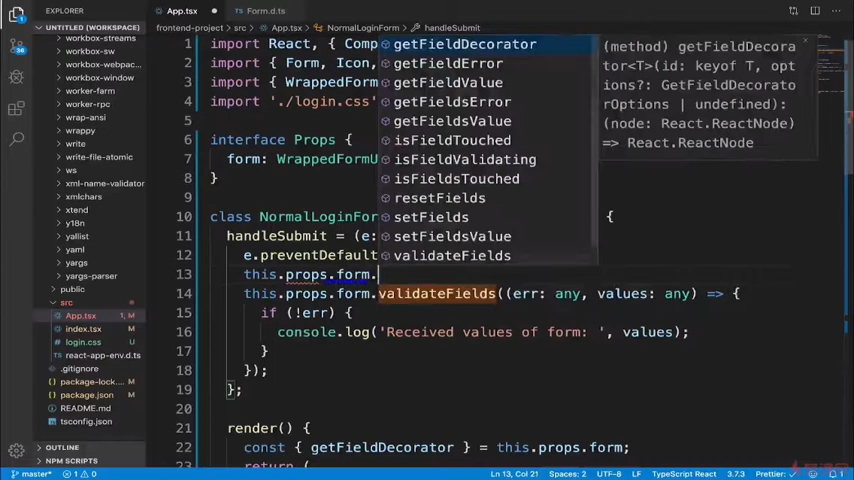 EXPLORER
UNTITLED (WORKSPACE)
workbox-streams
workbox-sw
workbox-webpac...
workbox-window
worker-farm
worker-rpc
wrap-ansi
wrappy
write
write-file-atomic
ws
xml-name-validator
xmlchars
xtend
y18n
yallist
yaml
yargs
yargs-parser
public
src
App.tsx 1, M
index.tsx M
login.css M
react-app-env.d.ts
.gitignore
package-lock.... M
package.json M
README.md
tsconfig.json
OUTLINE
NPM SCRIPTS
App.tsx
Form.d.ts
frontend-project > src > App.tsx > NormalLoginForm > handleSubmit
1 import React, { Comp
2 import { Form, Icon,
3 import { WrappedForm
4 import './login.css'
5
6 interface Props {
7 form: WrappedFormU
8 }
9
10 class NormalLoginFor {
11 handleSubmit = (e:
12 e.preventDefault
13 this.props.form.
14 this.props.form.validateFields((err: any, values: any) => {
15 if (!err) {
16 console.log('Received values of form: ', values);
17 }
18 });
19 };
20
21 render() {
22 const { getFieldDecorator } = this.props.form;
23 return (
getFieldDecorator
getFieldError
getFieldValue
getFieldsError
getFieldsValue
isFieldTouched
isFieldValidating
isFieldsTouched
resetFields
setFields
setFieldsValue
validateFields
(method) getFieldDecora
tor<T>(id: keyof T, opt
ions?: GetFieldDecorato
rOptions | undefined):
(node: React.ReactNode)
=> React.ReactNode
master* 1 0 Ln 13, Col 21 Spaces: 2 UTF-8 LF TypeScript React 3.7.3 Prettier: ✓ 1